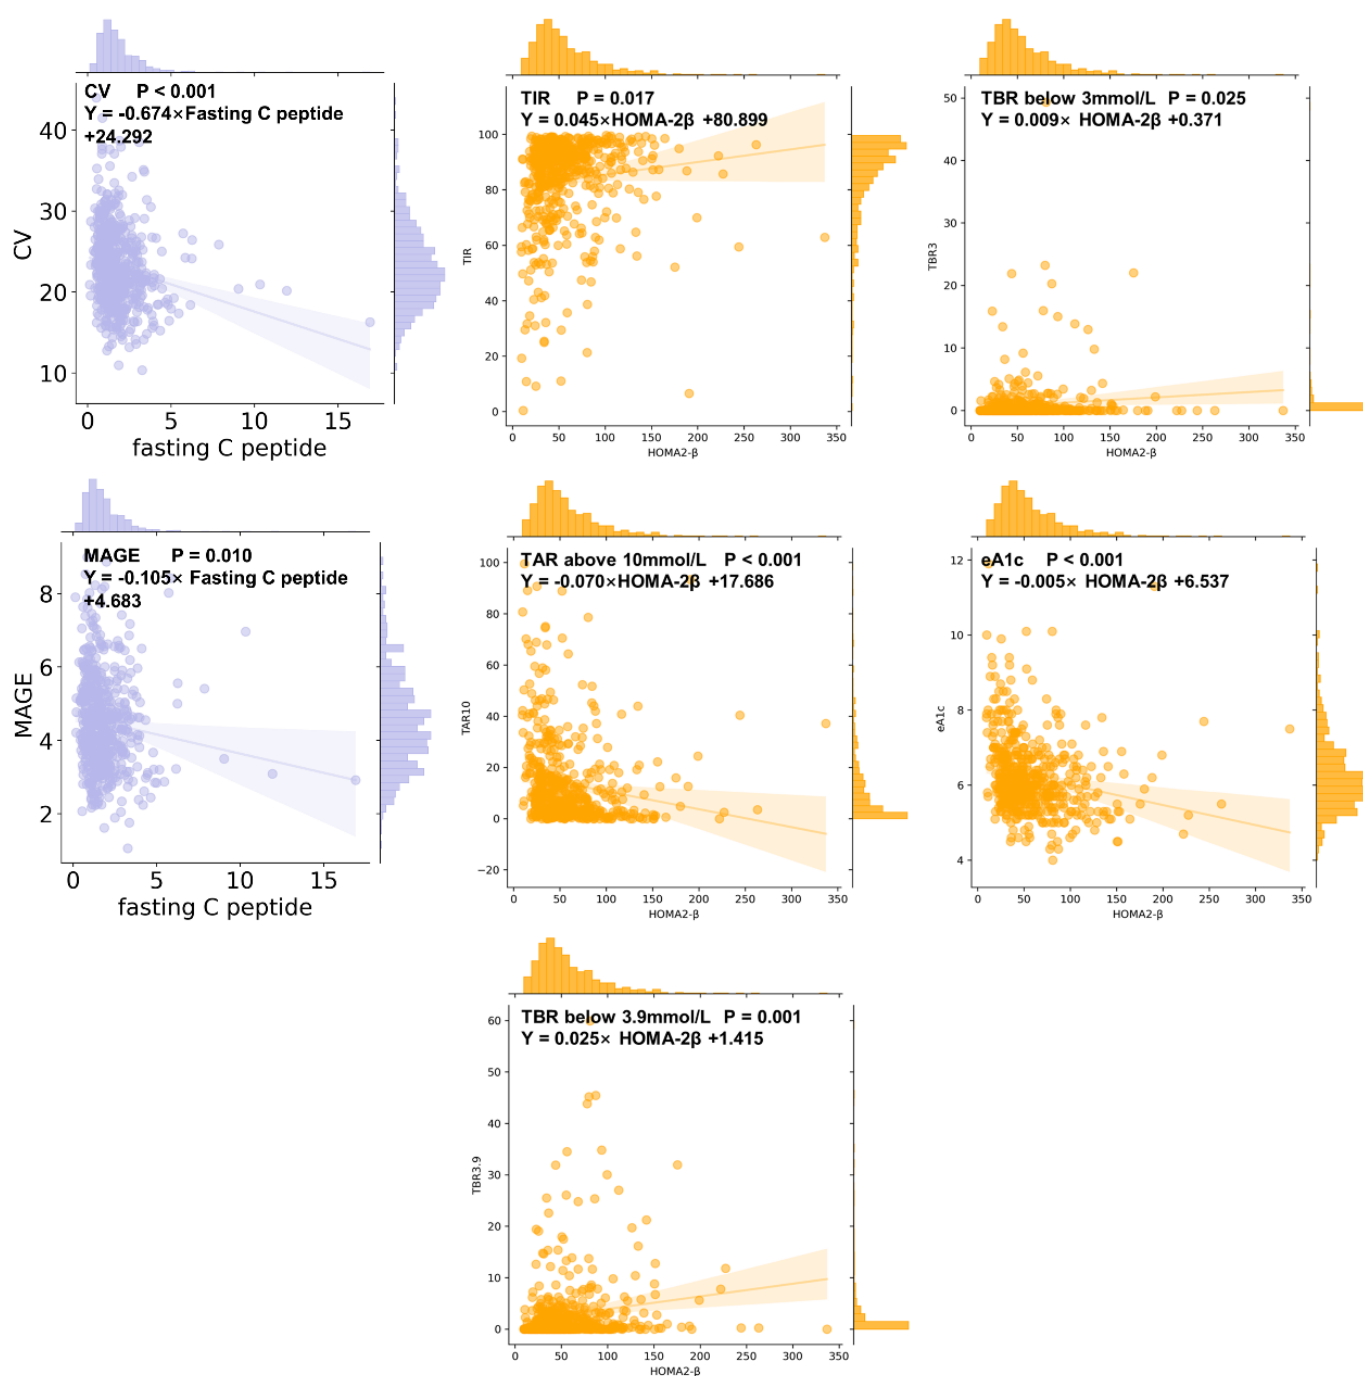 CV P < 0.001
Y = -0.674×Fasting C peptide
+24.292
40
30
20
10
CV
0 5 10 15
fasting C peptide
TIR P = 0.017
Y = 0.045×HOMA-2β +80.899
100
80
60
40
20
0
TIR
0 50 100 150 200 250 300 350
HOMA2-β
TBR below 3mmol/L P = 0.025
Y = 0.009× HOMA-2β +0.371
50
40
30
20
10
0
TBR3
0 50 100 150 200 250 300 350
HOMA2-β
MAGE P = 0.010
Y = -0.105× Fasting C peptide
+4.683
8
6
4
2
MAGE
0 5 10 15
fasting C peptide
TAR above 10mmol/L P < 0.001
Y = -0.070×HOMA-2β +17.686
100
80
60
40
20
0
−20
TAR10
0 50 100 150 200 250 300 350
HOMA2-β
eA1c P < 0.001
Y = -0.005× HOMA-2β +6.537
12
10
8
6
4
eA1c
0 50 100 150 200 250 300 350
HOMA2-β
TBR below 3.9mmol/L P = 0.001
Y = 0.025× HOMA-2β +1.415
60
50
40
30
20
10
0
TBR3.9
0 50 100 150 200 250 300 350
HOMA2-β